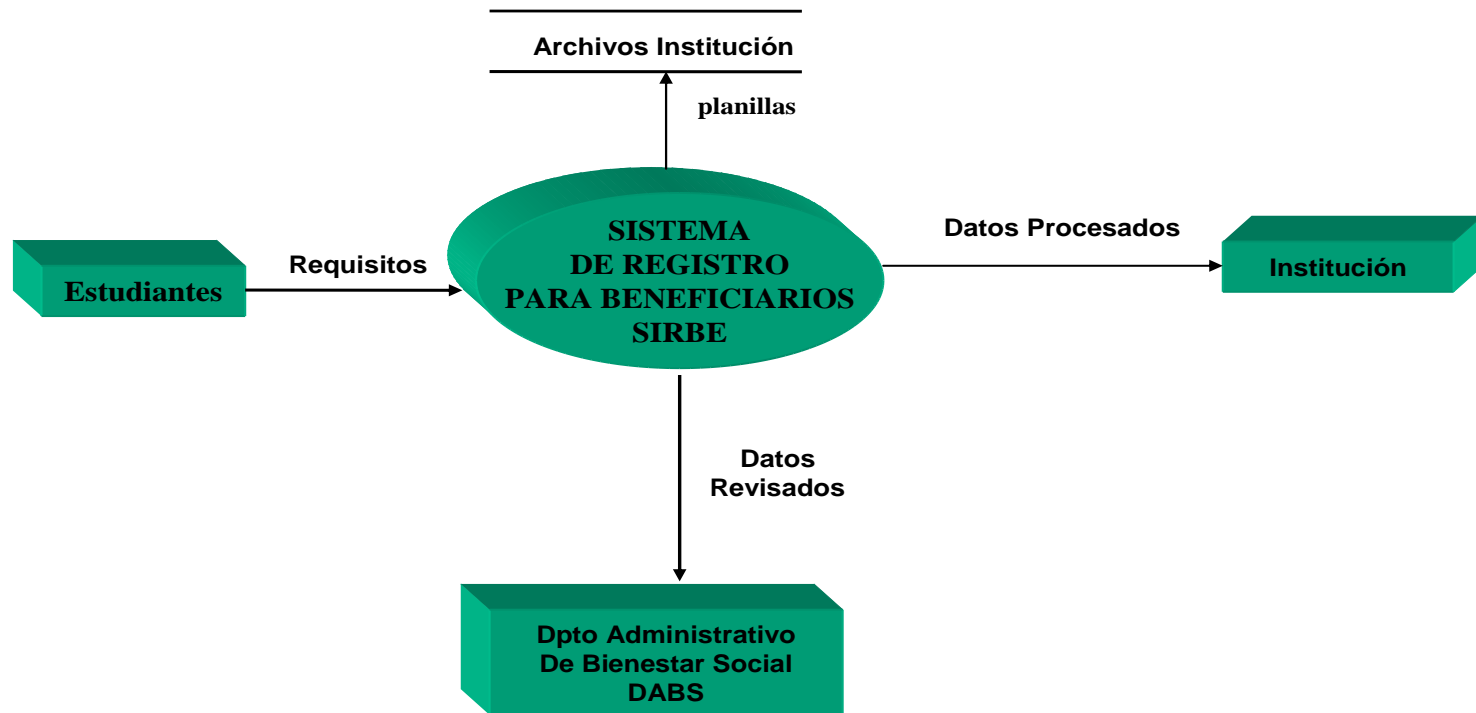 Archivos Institución
planillas
SISTEMA
DE REGISTRO
PARA BENEFICIARIOS
SIRBE
Datos Procesados
Institución
Requisitos
Estudiantes
Datos
Revisados
Dpto Administrativo
De Bienestar Social
DABS